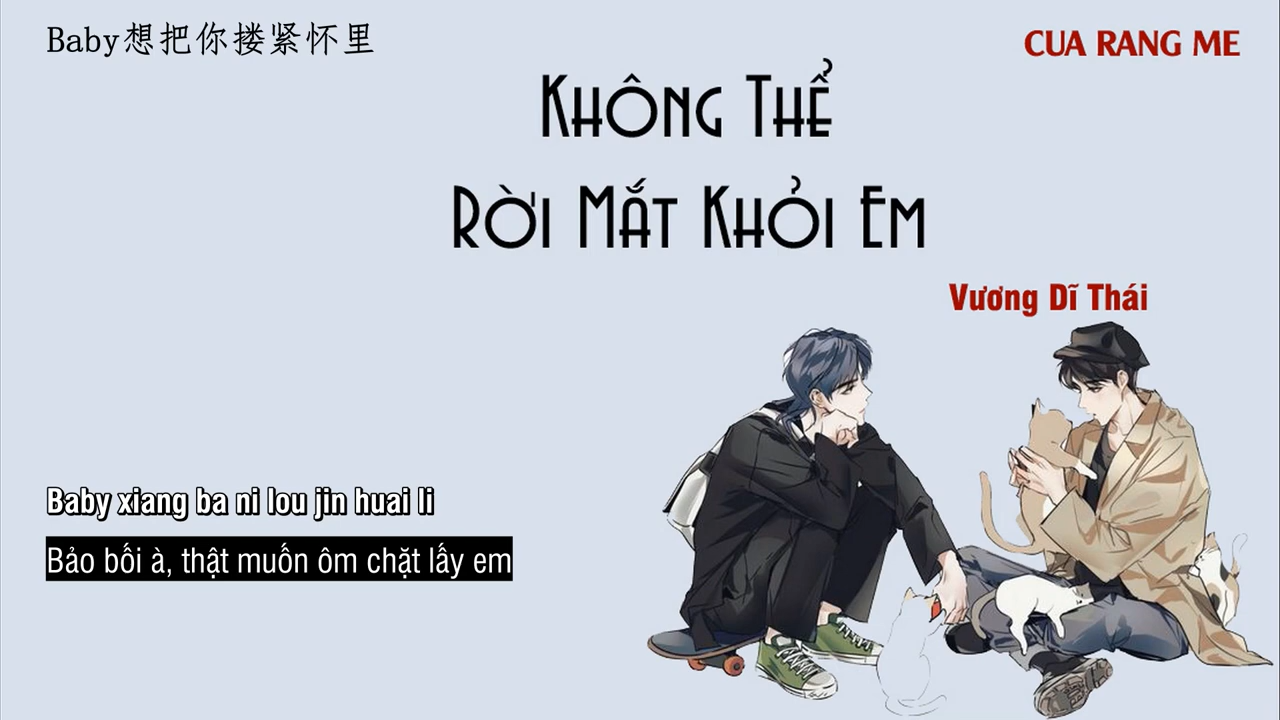 Baby想把你搂紧怀里
CUA RANG ME
KHÔNG THỂ
RỜI MẮT KHỎI EM
Vương Dĩ Thái
Baby xiang ba ni lou jin huai li
Bảo bối à, thật muốn ôm chặt lấy em